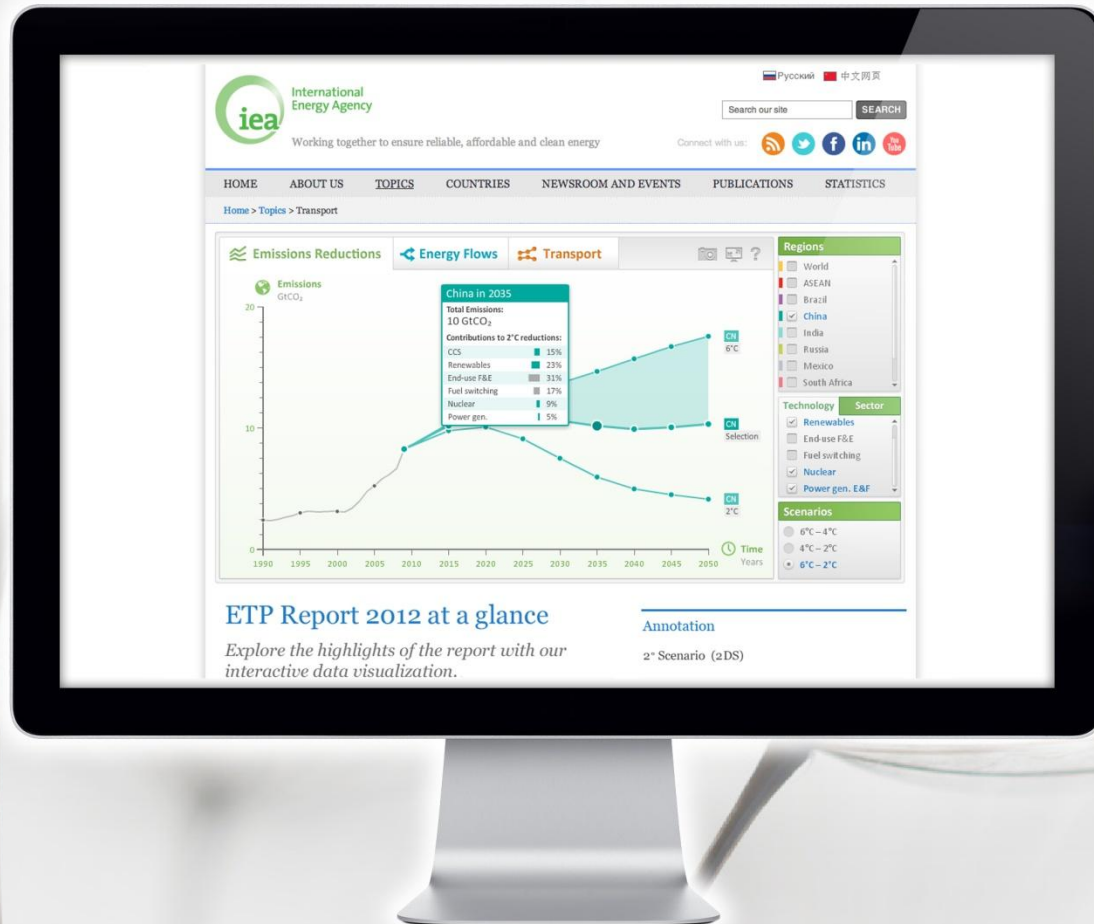 Русский 中文网页
iea International
Energy Agency
Search our site SEARCH
Working together to ensure reliable, affordable and clean energy Connect with us: f in You Tube
HOME ABOUT US TOPICS COUNTRIES NEWSROOM AND EVENTS PUBLICATIONS STATISTICS
Home > Topics > Transport
Emissions Reductions Energy Flows Transport ?
Emissions
GtCO₂
20
10
0
1990 1995 2000 2005 2010 2015 2020 2025 2030 2035 2040 2045 2050
Time
Years
China in 2035
Total Emissions:
10 GtCO₂
Contributions to 2°C reductions:
CCS 15%
Renewables 23%
End-use F&E 31%
Fuel switching 17%
Nuclear 9%
Power gen. 5%
CN
6°C
CN
Selection
CN
2°C
Regions
World
ASEAN
Brazil
China
India
Russia
Mexico
South Africa
Technology Sector
Renewables
End-use F&E
Fuel switching
Nuclear
Power gen. E&F
Scenarios
6°C – 4°C
4°C – 2°C
6°C – 2°C
ETP Report 2012 at a glance
Explore the highlights of the report with our
interactive data visualization.
Annotation
2° Scenario (2DS)